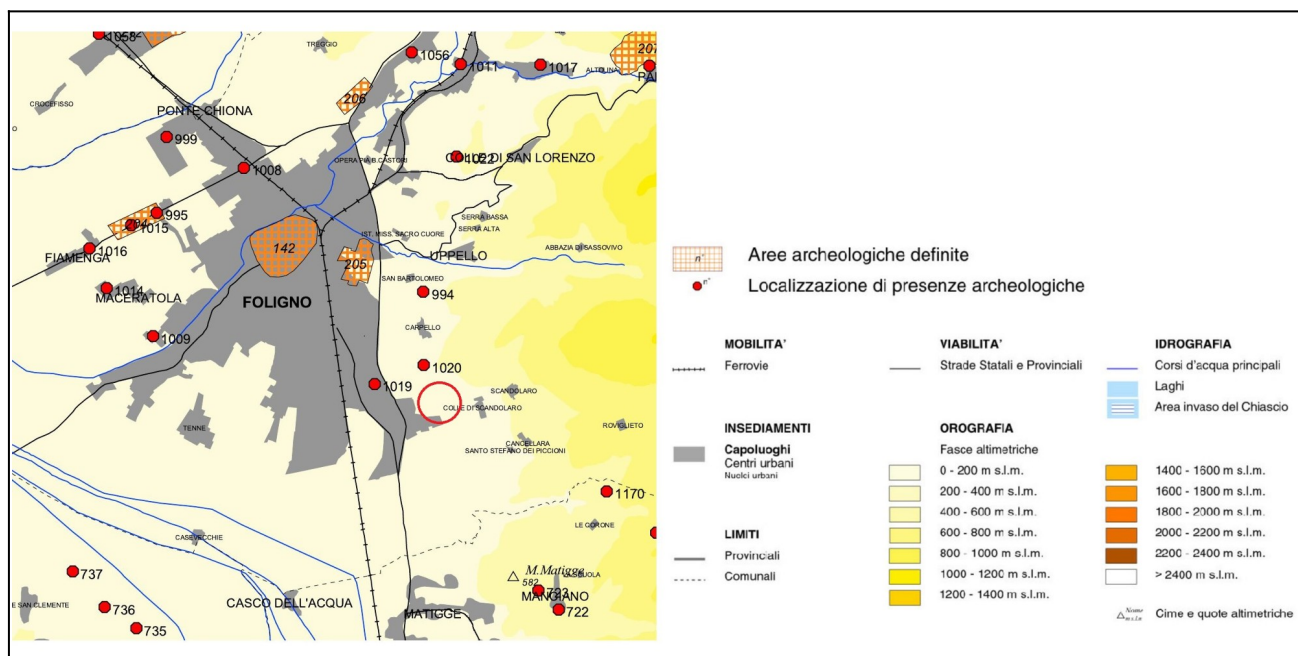 1058
TREGGIO
1056
1011
1017
ALTOLINA
207
CROCEFISSO
206
PONTE CHIONA
999
OPERA PIA B.CASTORI
1022
COLLE DI SAN LORENZO
1008
995
1015
SERRA BASSA
SERRA ALTA
142
IST. MISS. SACRO CUORE
ABBAZIA DI SASSOVIVO
1016
FIAMENGA
205
UPPELLO
SAN BARTOLOMEO
1014
MACERATOLA
FOLIGNO
994
CARPELLO
1009
1020
1019
SCANDOLARO
COLLE DI SCANDOLARO
TENNE
CANCELLARA
SANTO STEFANO DEI PICCIONI
ROVIGLIETO
1170
LE CORONE
CASEVECCHIE
737
M.Matigge
582
723
MANCIANO
722
E SAN CLEMENTE
736
CASCO DELL'ACQUA
MATIGGE
735
n°
Aree archeologiche definite
n°
Localizzazione di presenze archeologiche
MOBILITA'
Ferrovie
VIABILITA'
Strade Statali e Provinciali
IDROGRAFIA
Corsi d'acqua principali
Laghi
Area invaso del Chiascio
INSEDIAMENTI
Capoluoghi
Centri urbani
Nuclei urbani
OROGRAFIA
Fasce altimetriche
0 - 200 m s.l.m.
200 - 400 m s.l.m.
400 - 600 m s.l.m.
600 - 800 m s.l.m.
800 - 1000 m s.l.m.
1000 - 1200 m s.l.m.
1200 - 1400 m s.l.m.
1400 - 1600 m s.l.m.
1600 - 1800 m s.l.m.
1800 - 2000 m s.l.m.
2000 - 2200 m s.l.m.
2200 - 2400 m s.l.m.
> 2400 m s.l.m.
LIMITI
Provinciali
Comunali
Nome
m s.l.m
Cime e quote altimetriche